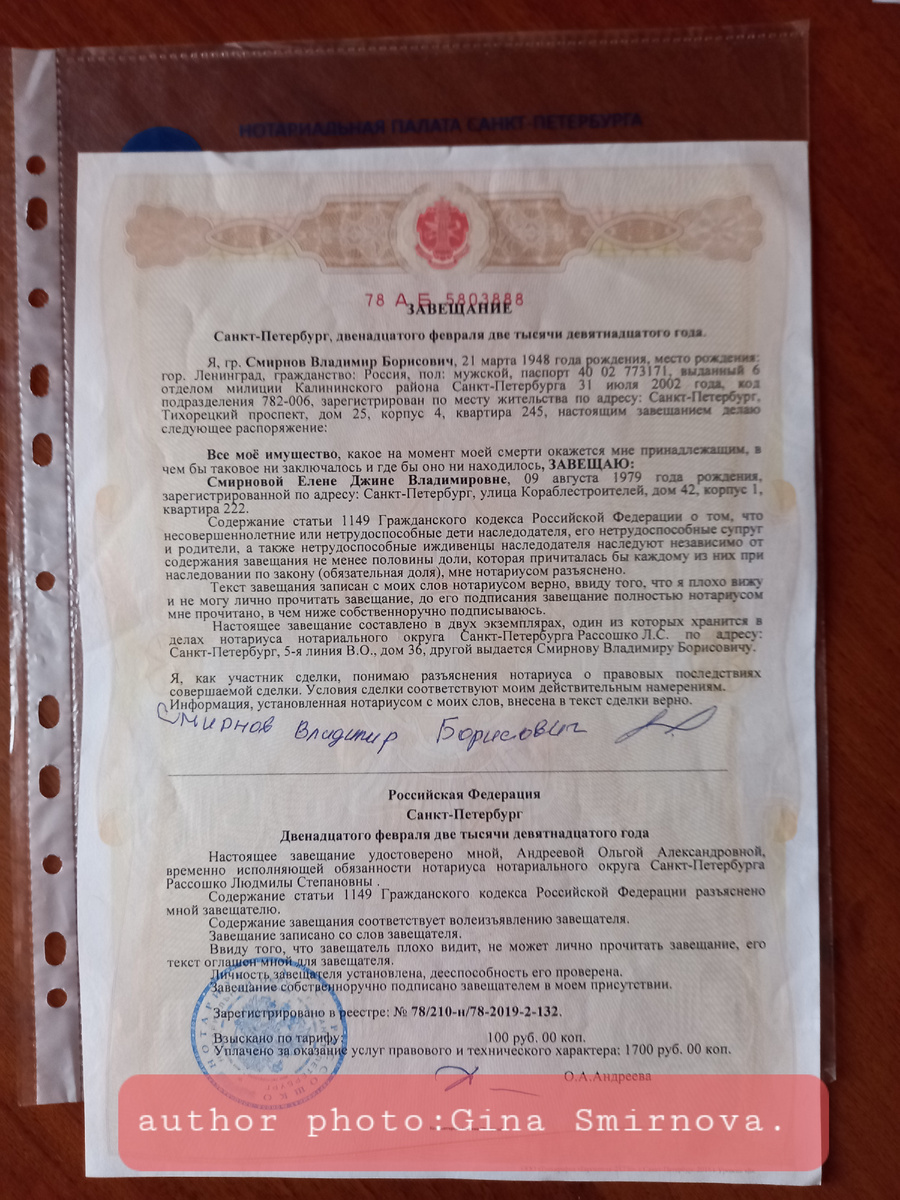 НОТАРИАЛЬНАЯ ПАЛАТА САНКТ-ПЕТЕРБУРГА
78 А Б 5803888
ЗАВЕЩАНИЕ
Санкт-Петербург, двенадцатого февраля две тысячи девятнадцатого года.
Я, гр. Смирнов Владимир Борисович, 21 марта 1948 года рождения, место рождения:
гор. Ленинград, гражданство: Россия, пол: мужской, паспорт 40 02 773171, выданный 6
отделом милиции Калининского района Санкт-Петербурга 31 июля 2002 года, код
подразделения 782-006, зарегистрирован по месту жительства по адресу: Санкт-Петербург,
Тихорецкий проспект, дом 25, корпус 4, квартира 245, настоящим завещанием делаю
следующее распоряжение:
Все моё имущество, какое на момент моей смерти окажется мне принадлежащим, в
чем бы таковое ни заключалось и где бы оно ни находилось, ЗАВЕЩАЮ:
Смирновой Елене Джине Владимировне, 09 августа 1979 года рождения,
зарегистрированной по адресу: Санкт-Петербург, улица Кораблестроителей, дом 42, корпус 1,
квартира 222.
Содержание статьи 1149 Гражданского кодекса Российской Федерации о том, что
несовершеннолетние или нетрудоспособные дети наследодателя, его нетрудоспособные супруг
и родители, а также нетрудоспособные иждивенцы наследодателя наследуют независимо от
содержания завещания не менее половины доли, которая причиталась бы каждому из них при
наследовании по закону (обязательная доля), мне нотариусом разъяснено.
Текст завещания записан с моих слов нотариусом верно, ввиду того, что я плохо вижу
и не могу лично прочитать завещание, до его подписания завещание полностью нотариусом
мне прочитано, в чем ниже собственноручно подписываюсь.
Настоящее завещание составлено в двух экземплярах, один из которых хранится в
делах нотариуса нотариального округа Санкт-Петербурга Рассошко Л.С. по адресу:
Санкт-Петербург, 5-я линия В.О., дом 36, другой выдается Смирнову Владимиру Борисовичу.
Я, как участник сделки, понимаю разъяснения нотариуса о правовых последствиях
совершаемой сделки. Условия сделки соответствуют моим действительным намерениям.
Информация, установленная нотариусом с моих слов, внесена в текст сделки верно.
Смирнов Владимир Борисович
Российская Федерация
Санкт-Петербург
Двенадцатого февраля две тысячи девятнадцатого года
Настоящее завещание удостоверено мной, Андреевой Ольгой Александровной,
временно исполняющей обязанности нотариуса нотариального округа Санкт-Петербурга
Рассошко Людмилы Степановны .
Содержание статьи 1149 Гражданского кодекса Российской Федерации разъяснено
мной завещателю.
Содержание завещания соответствует волеизъявлению завещателя.
Завещание записано со слов завещателя.
Ввиду того, что завещатель плохо видит, не может лично прочитать завещание, его
текст оглашен мной для завещателя.
Личность завещателя установлена, дееспособность его проверена.
Завещание собственноручно подписано завещателем в моем присутствии.
Зарегистрировано в реестре: № 78/210-н/78-2019-2-132.
Взыскано по тарифу: 100 руб. 00 коп.
Уплачено за оказание услуг правового и технического характера: 1700 руб. 00 коп.
О.А.Андреева
author photo:Gina Smirnova.